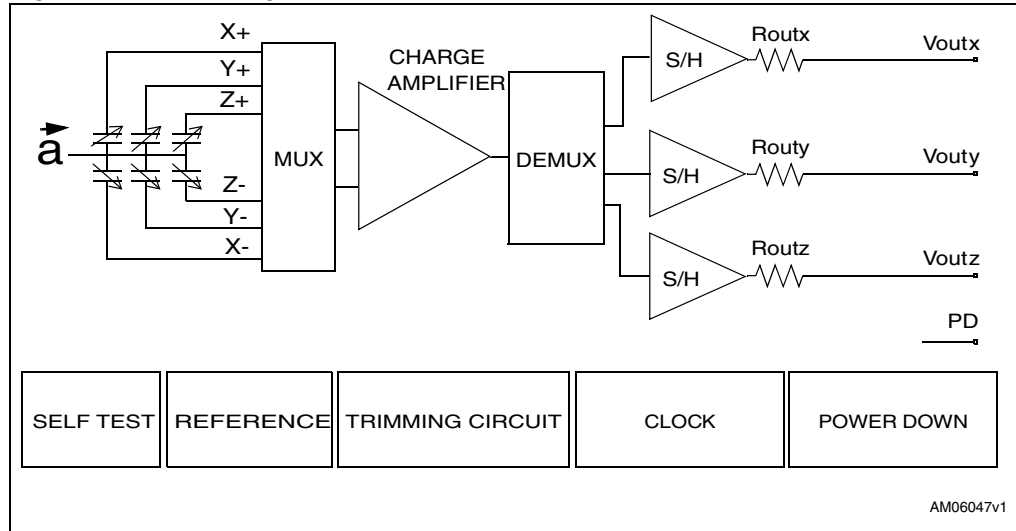 X+
Y+
Z+
a
Z-
Y-
X-
MUX
CHARGE
AMPLIFIER
DEMUX
S/H
Routx
Voutx
S/H
Routy
Vouty
S/H
Routz
Voutz
PD
SELF TEST
REFERENCE
TRIMMING CIRCUIT
CLOCK
POWER DOWN
AM06047v1